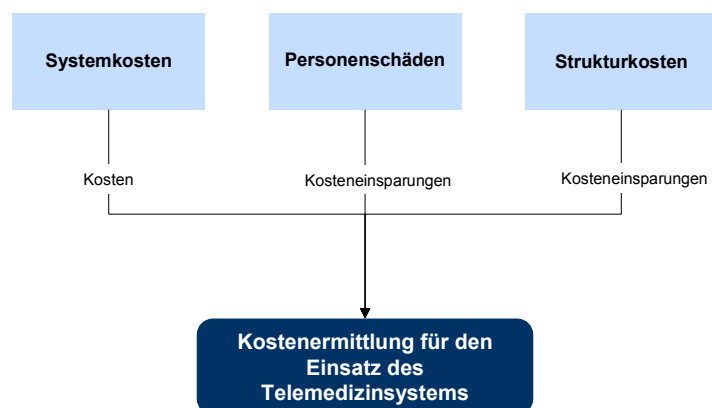 Systemkosten
Personenschäden
Strukturkosten
Kosten
Kosteneinsparungen
Kosteneinsparungen
Kostenermittlung für den
Einsatz des
Telemedizinsystems